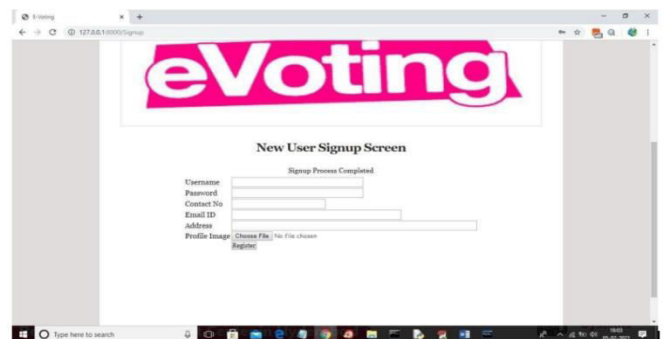 E-Voting
127.0.0.1:8000/Signup
eVoting
New User Signup Screen
Signup Process Completed
Username
Password
Contact No
Email ID
Address
Profile Image Choose File No file chosen
Register
Type here to search